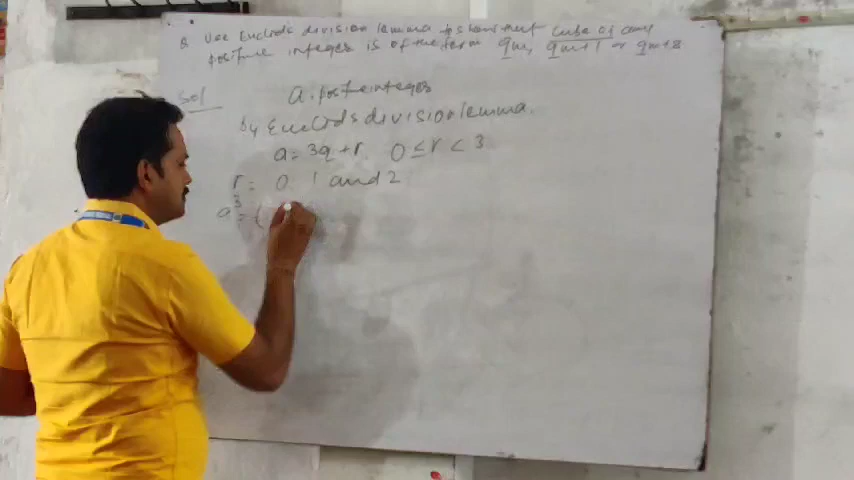 Q Use Euclid's division lemma to show that cube of any
positive integer is of the form 9m, 9m+1 or 9m+8
Sol
a. positive integer
by Euclid's division lemma.
a = 3q + r 0 ≤ r < 3
r = 0 1 and 2
a³ = (